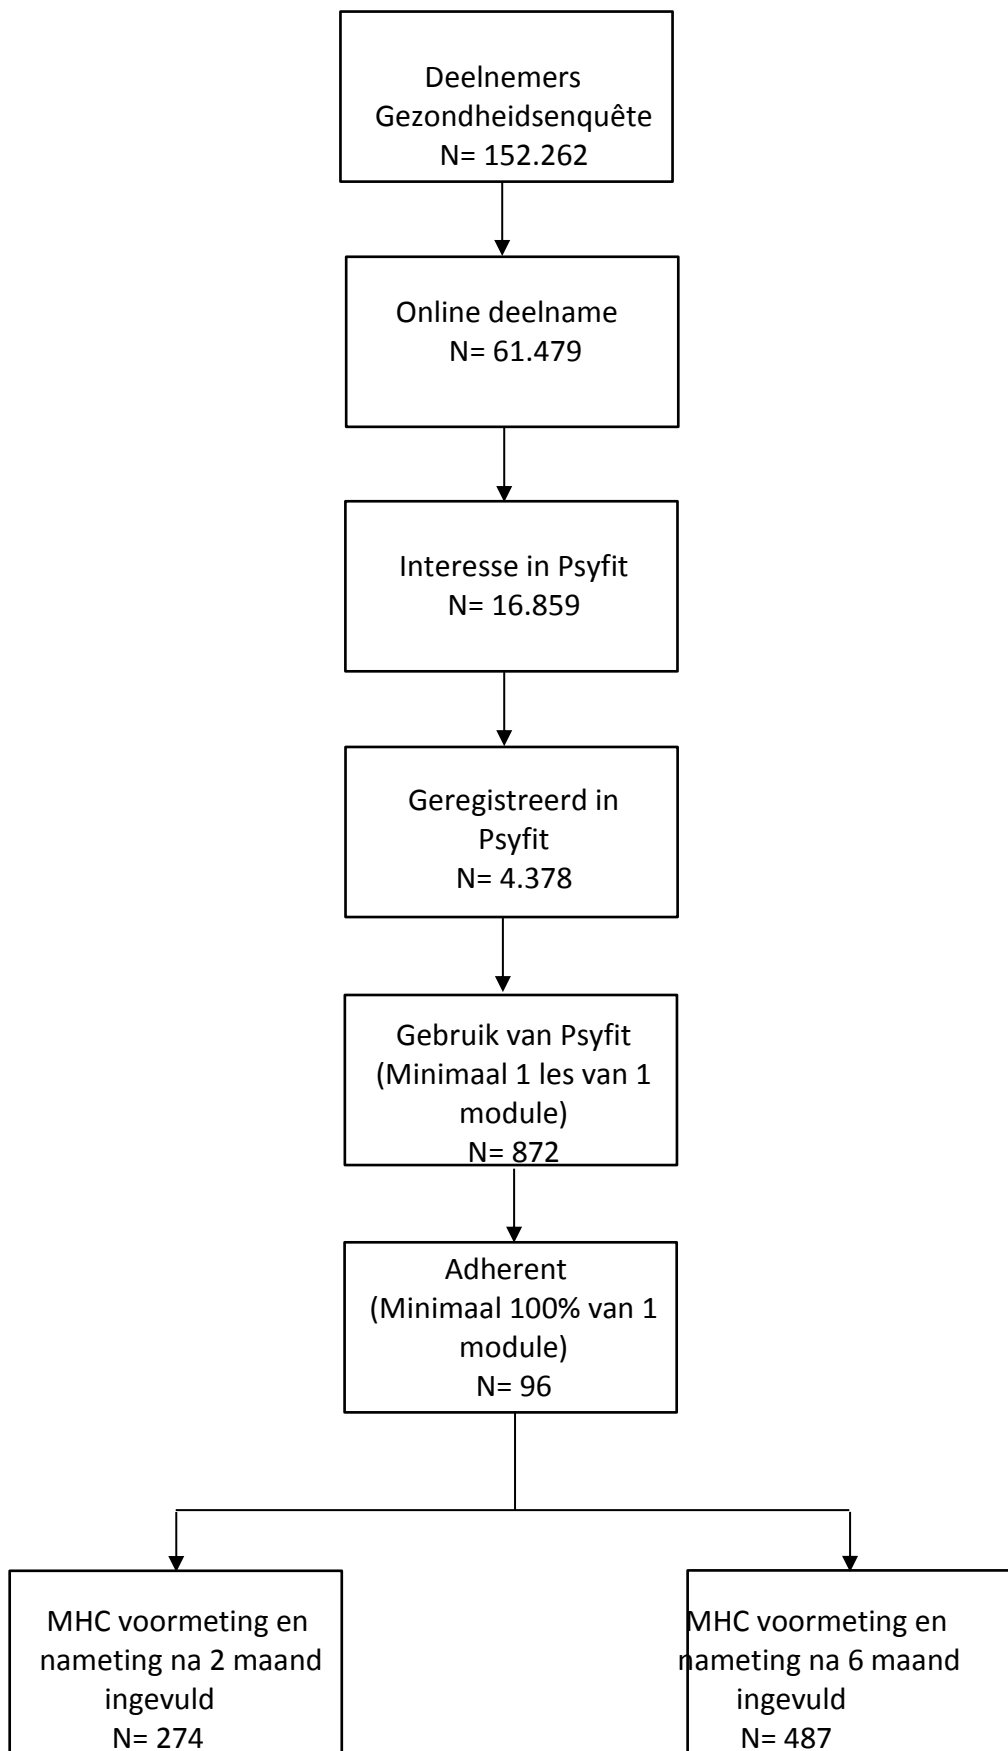 Deelnemers
Gezondheidsenquête
N= 152.262
Online deelname
N= 61.479
Interesse in Psyfit
N= 16.859
Geregistreerd in
Psyfit
N= 4.378
Gebruik van Psyfit
(Minimaal 1 les van 1
module)
N= 872
Adherent
(Minimaal 100% van 1
module)
N= 96
MHC voormeting en
nameting na 2 maand
ingevuld
N= 274
MHC voormeting en
nameting na 6 maand
ingevuld
N= 487